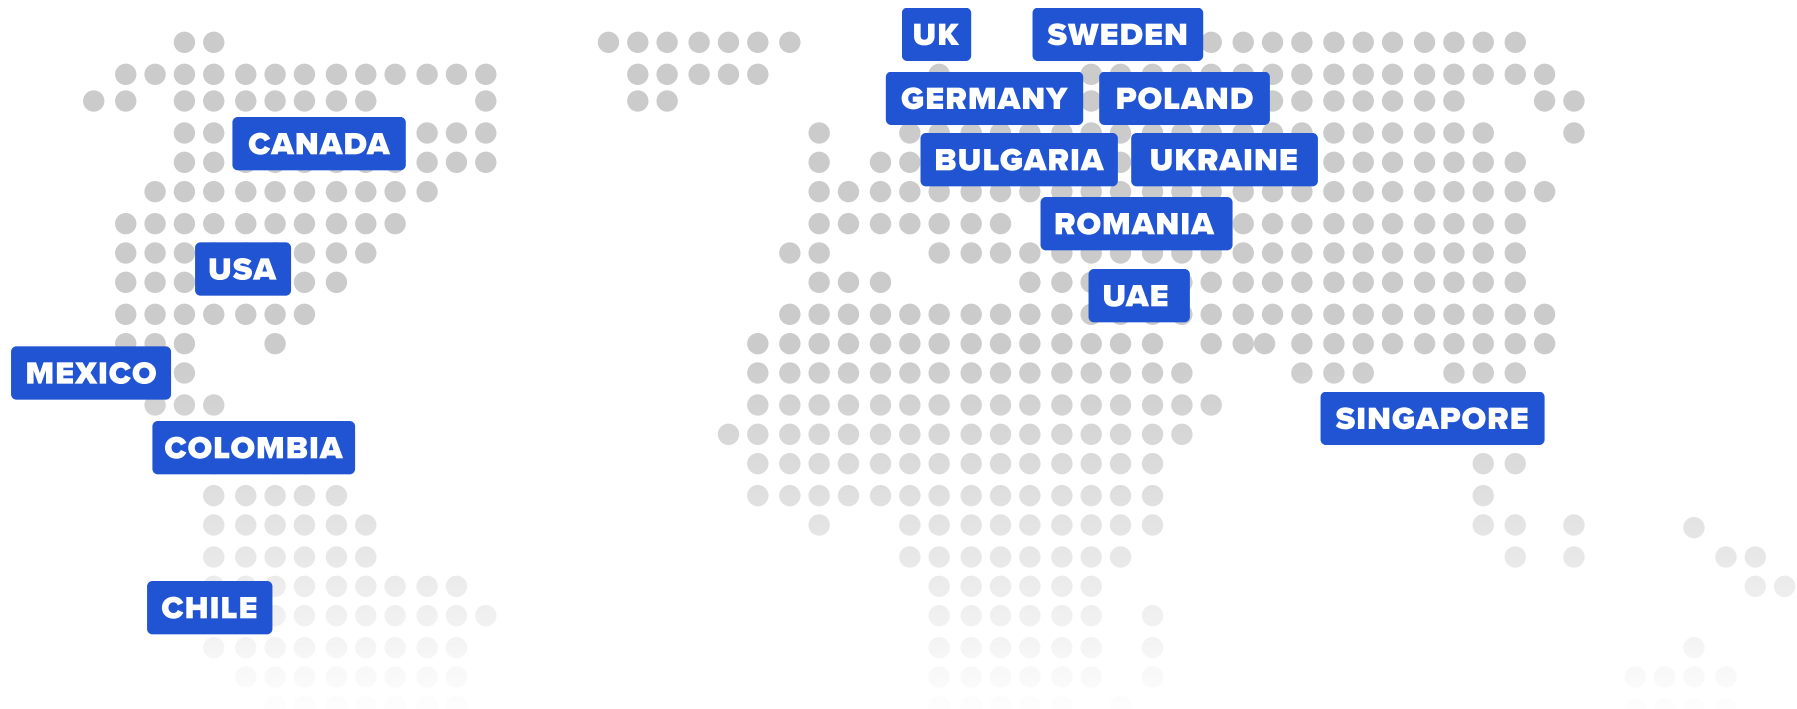 UK
SWEDEN
GERMANY
POLAND
CANADA
BULGARIA
UKRAINE
ROMANIA
USA
UAE
MEXICO
SINGAPORE
COLOMBIA
CHILE